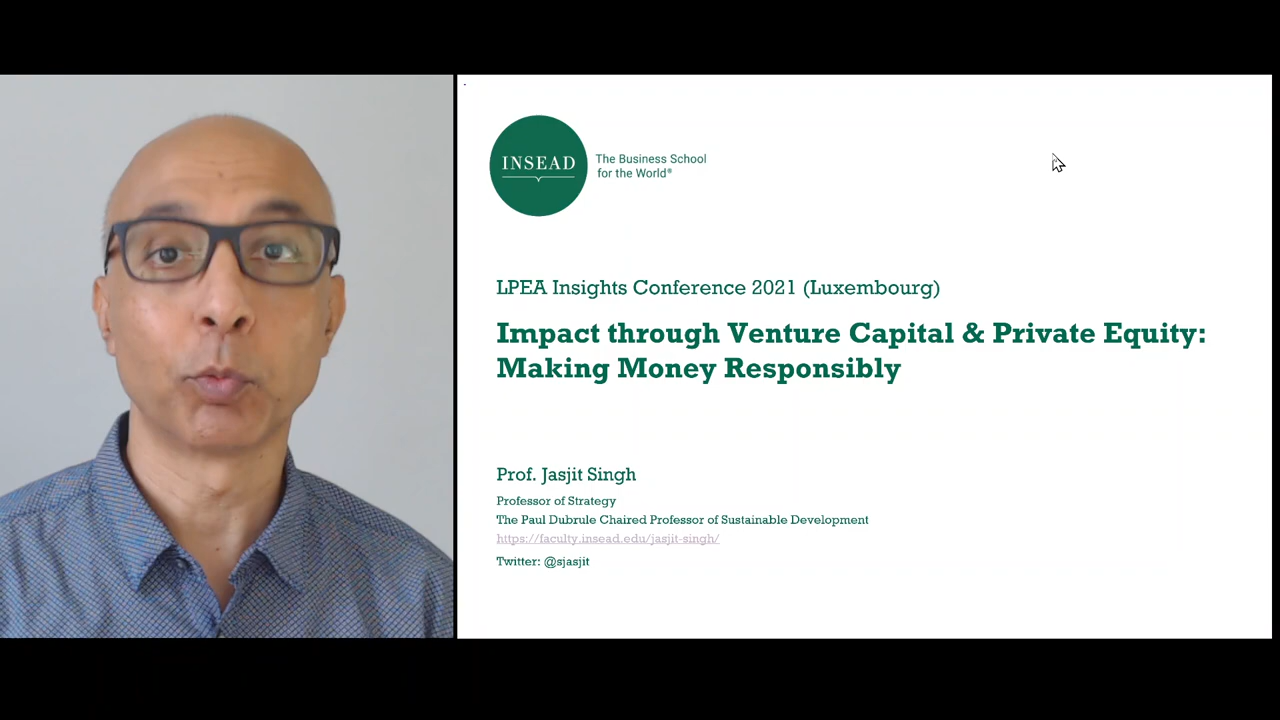 INSEAD
The Business School
for the World®
LPEA Insights Conference 2021 (Luxembourg)
Impact through Venture Capital & Private Equity:
Making Money Responsibly
Prof. Jasjit Singh
Professor of Strategy
The Paul Dubrule Chaired Professor of Sustainable Development
https://faculty.insead.edu/jasjit-singh/
Twitter: @sjasjit